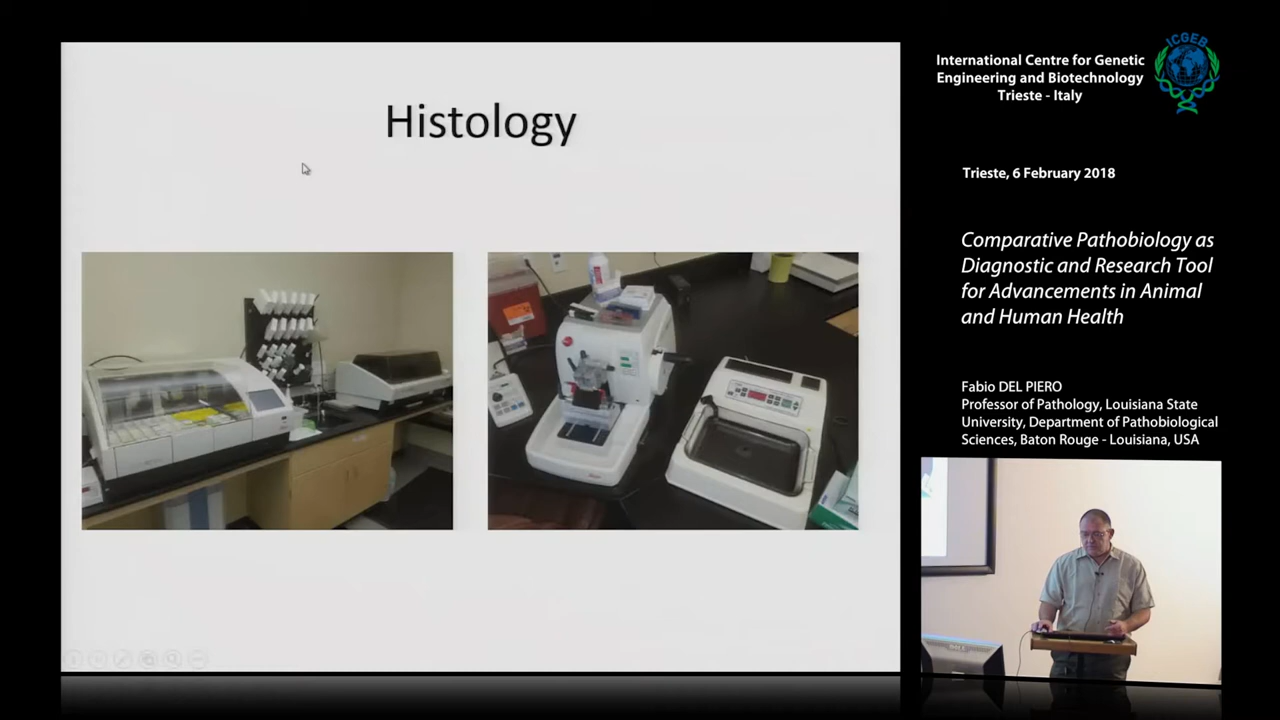 Histology
International Centre for Genetic
Engineering and Biotechnology
Trieste - Italy
ICGEB
Trieste, 6 February 2018
Comparative Pathobiology as
Diagnostic and Research Tool
for Advancements in Animal
and Human Health
Fabio DEL PIERO
Professor of Pathology, Louisiana State
University, Department of Pathobiological
Sciences, Baton Rouge - Louisiana, USA
DELL